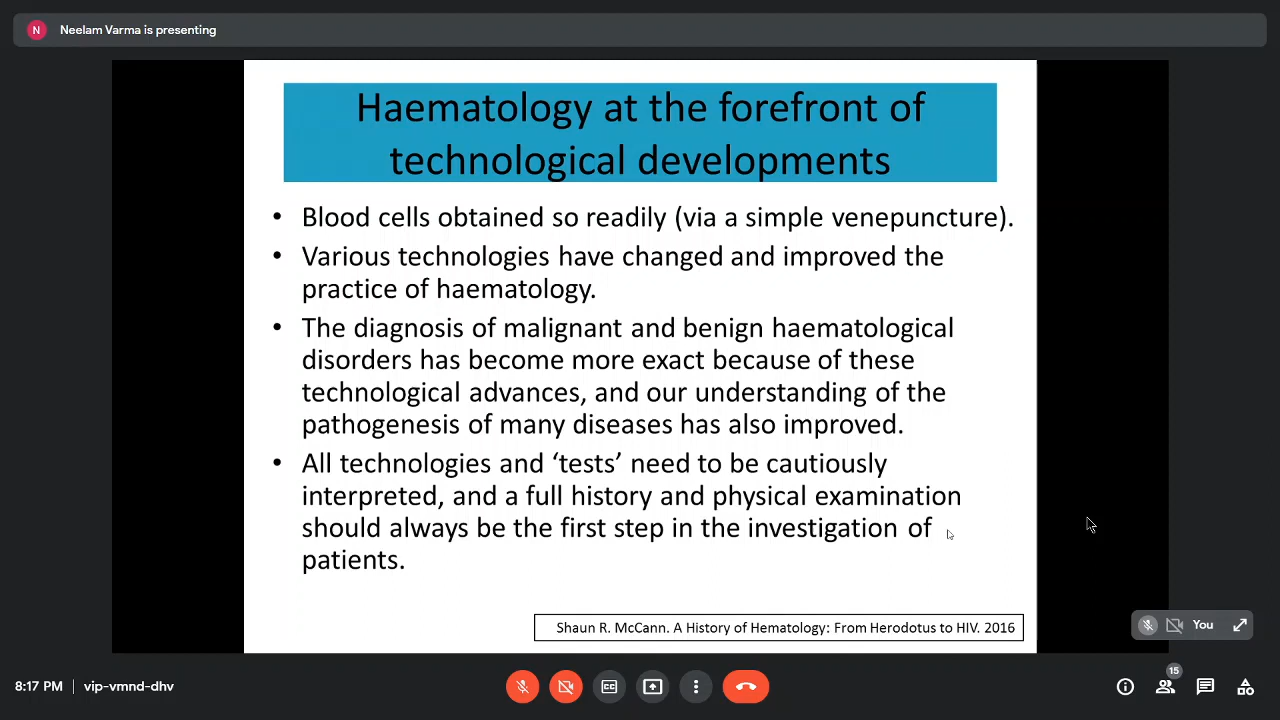 N Neelam Varma is presenting
Haematology at the forefront of
technological developments
• Blood cells obtained so readily (via a simple venepuncture).
• Various technologies have changed and improved the
practice of haematology.
• The diagnosis of malignant and benign haematological
disorders has become more exact because of these
technological advances, and our understanding of the
pathogenesis of many diseases has also improved.
• All technologies and ‘tests’ need to be cautiously
interpreted, and a full history and physical examination
should always be the first step in the investigation of
patients.
Shaun R. McCann. A History of Hematology: From Herodotus to HIV. 2016
You
8:17 PM | vip-vmnd-dhv
CC
15